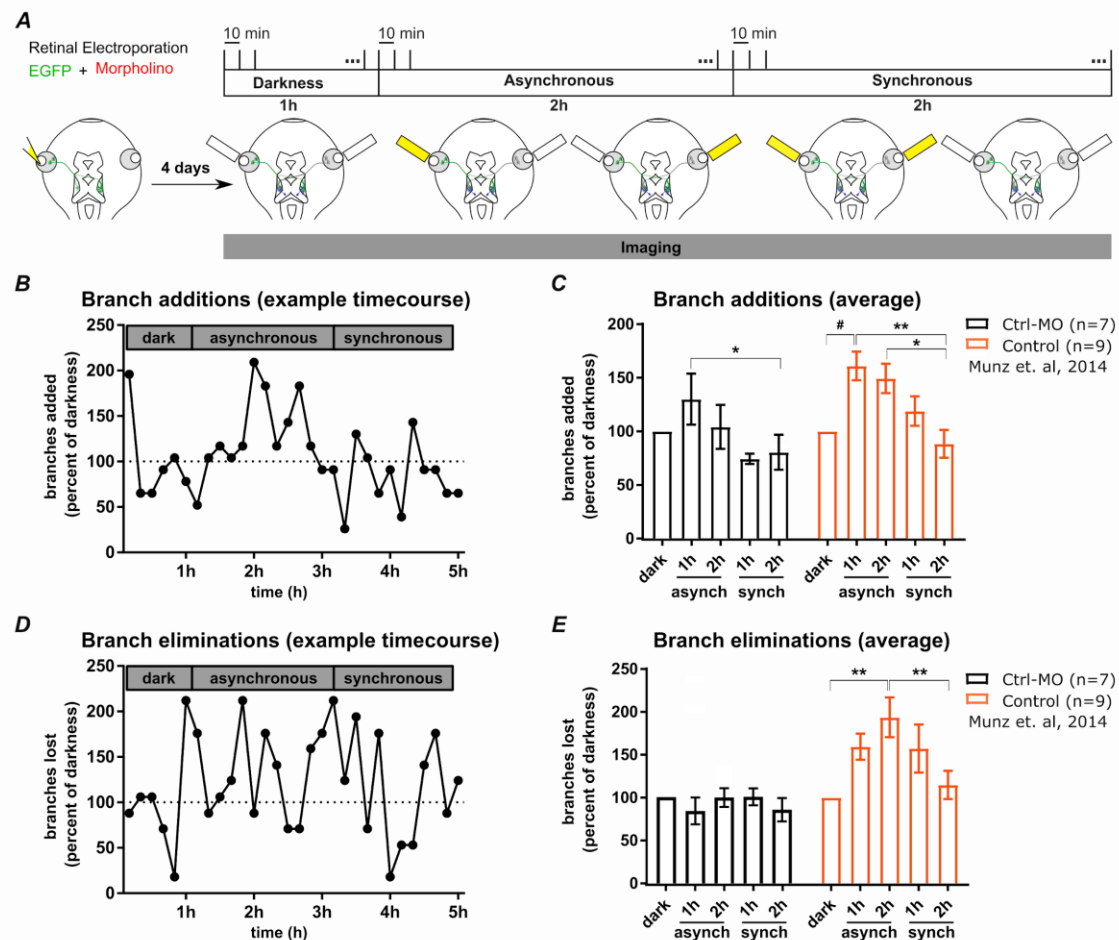 A
Retinal Electroporation
EGFP + Morpholino
10 min
10 min
10 min
...
...
...
Darkness
Asynchronous
Synchronous
1h
2h
2h
4 days
Imaging
B
Branch additions (example timecourse)
dark
asynchronous
synchronous
branches added
(percent of darkness)
250
200
150
100
50
0
1h
2h
3h
4h
5h
time (h)
C
Branch additions (average)
branches added
(percent of darkness)
200
150
100
50
0
*
#
**
*
dark
1h
2h
1h
2h
asynch
synch
dark
1h
2h
1h
2h
asynch
synch
Ctrl-MO (n=7)
Control (n=9)
Munz et. al, 2014
D
Branch eliminations (example timecourse)
dark
asynchronous
synchronous
branches lost
(percent of darkness)
250
200
150
100
50
0
1h
2h
3h
4h
5h
time (h)
E
Branch eliminations (average)
branches lost
(percent of darkness)
250
200
150
100
50
0
**
**
dark
1h
2h
1h
2h
asynch
synch
dark
1h
2h
1h
2h
asynch
synch
Ctrl-MO (n=7)
Control (n=9)
Munz et. al, 2014